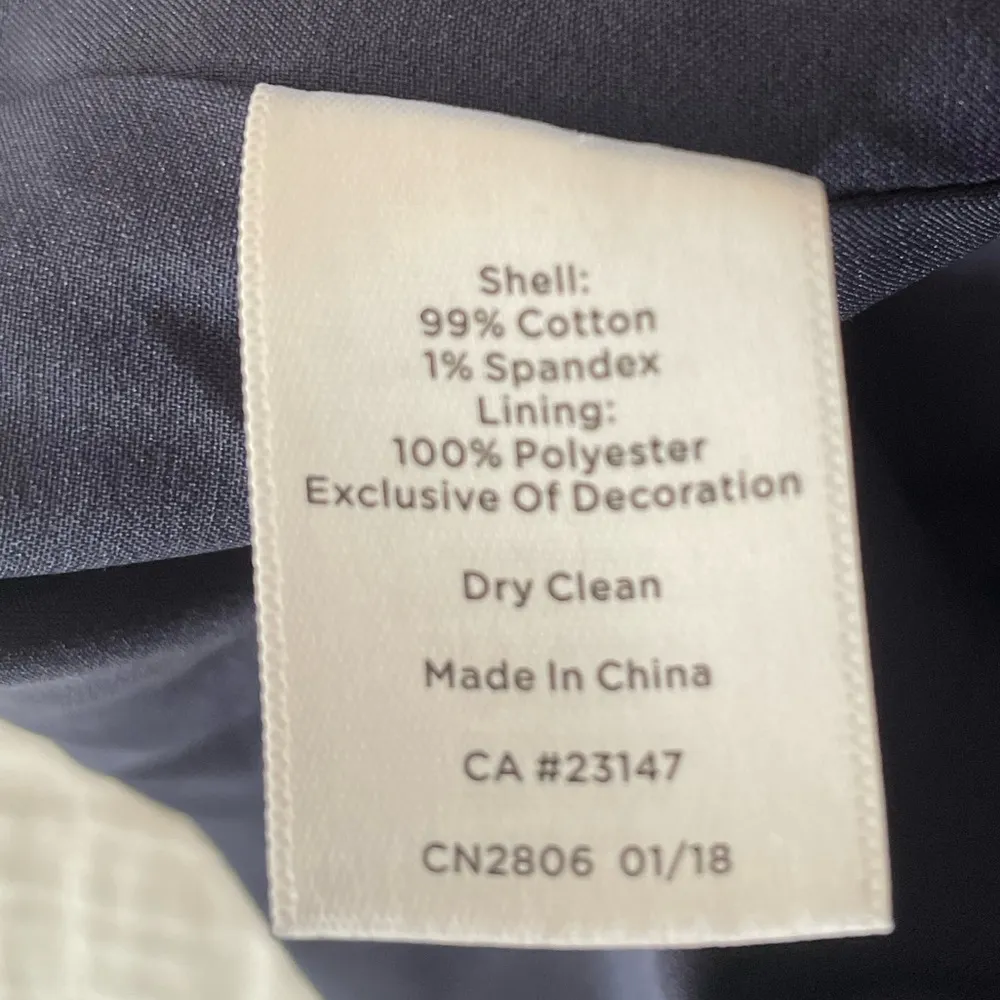 Shell:
99% Cotton
1% Spandex
Lining:
100% Polyester
Exclusive Of Decoration
Dry Clean
Made In China
CA #23147
CN2806 01/18